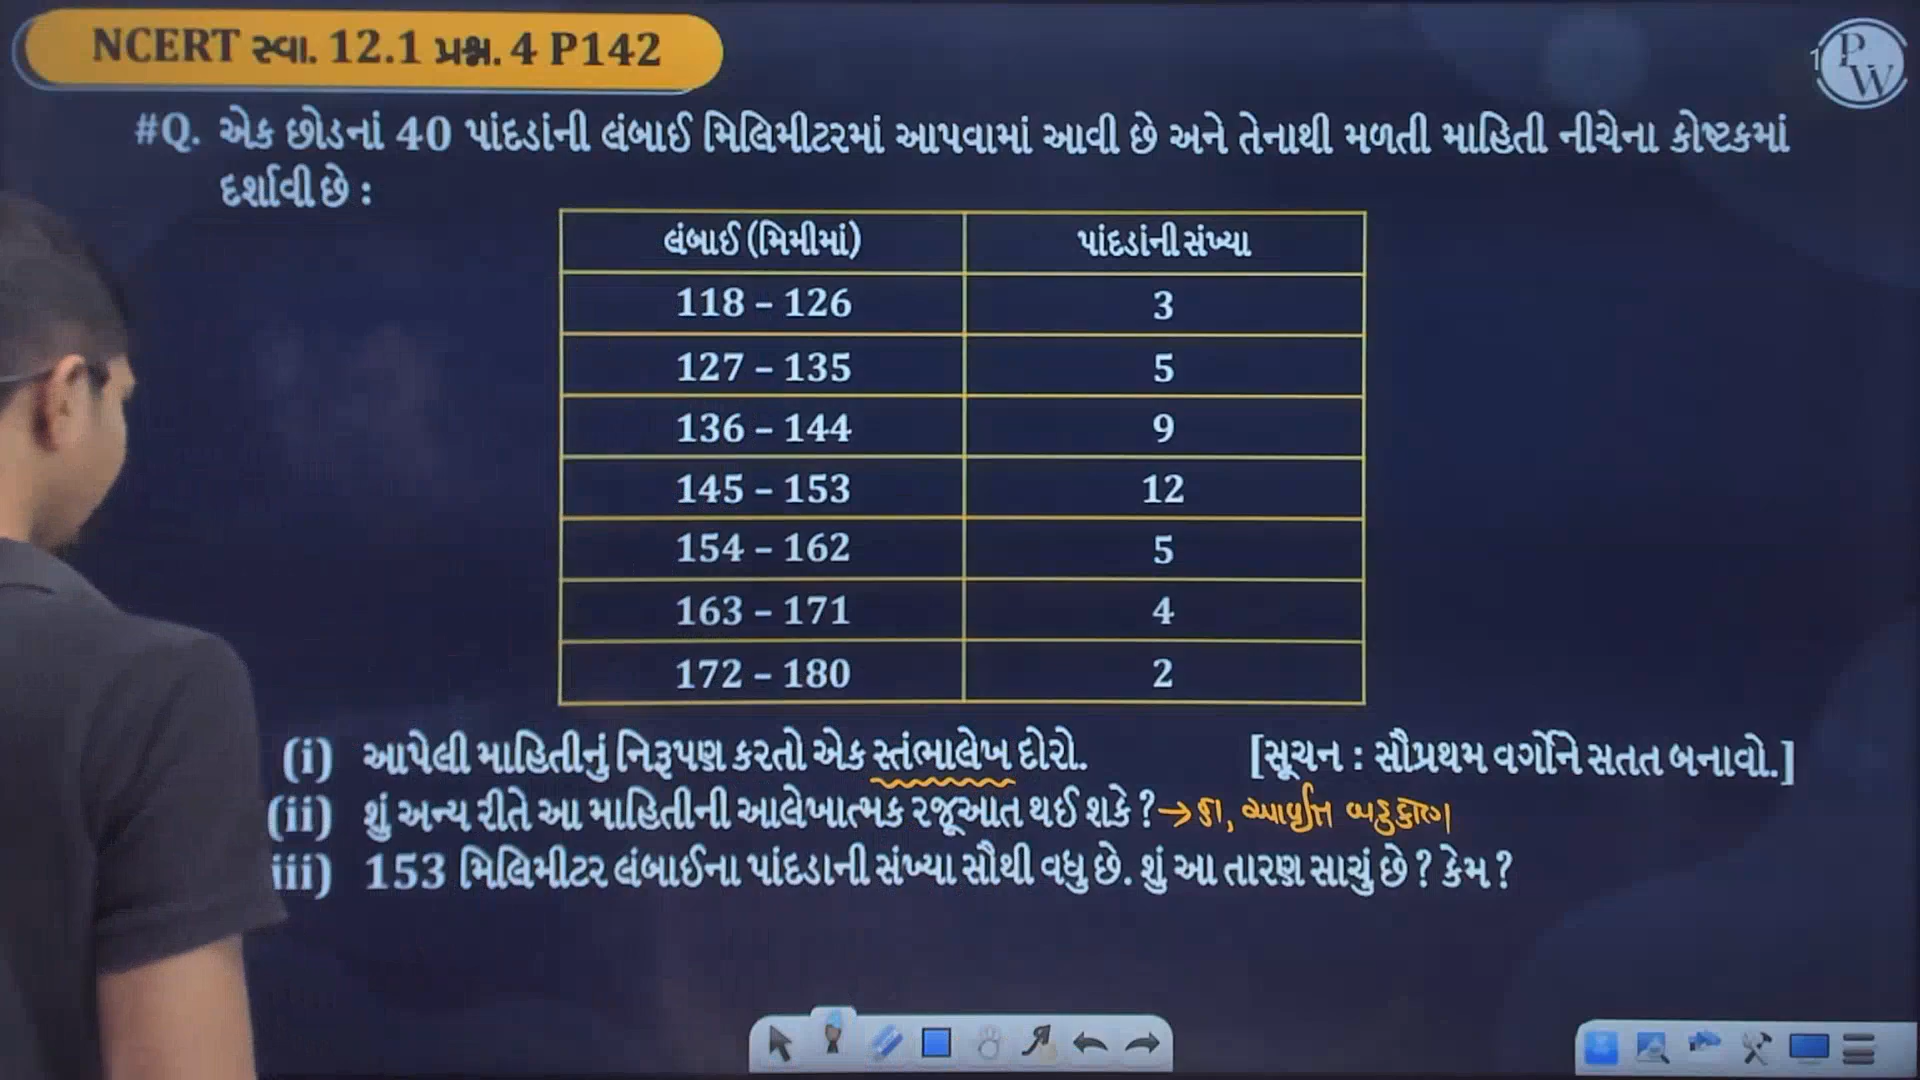 NCERT સ્વા. 12.1 પ્રશ્ન. 4 P142
PW
#Q. એક છોડનાં 40 પાંદડાંની લંબાઈ મિલિમીટરમાં આપવામાં આવી છે અને તેનાથી મળતી માહિતી નીચેના કોષ્ટકમાં
દર્શાવી છે :
લંબાઈ (મિમીમાં) પાંદડાંની સંખ્યા
118 – 126 3
127 – 135 5
136 – 144 9
145 – 153 12
154 – 162 5
163 – 171 4
172 – 180 2
(i) આપેલી માહિતીનું નિરૂપણ કરતો એક સ્તંભાલેખ દોરો. [સૂચન : સૌપ્રથમ વર્ગોને સતત બનાવો.]
(ii) શું અન્ય રીતે આ માહિતીની આલેખાત્મક રજૂઆત થઈ શકે ? → હા, આવૃત્તિ બહુકોણ
iii) 153 મિલિમીટર લંબાઈના પાંદડાની સંખ્યા સૌથી વધુ છે. શું આ તારણ સાચું છે ? કેમ ?